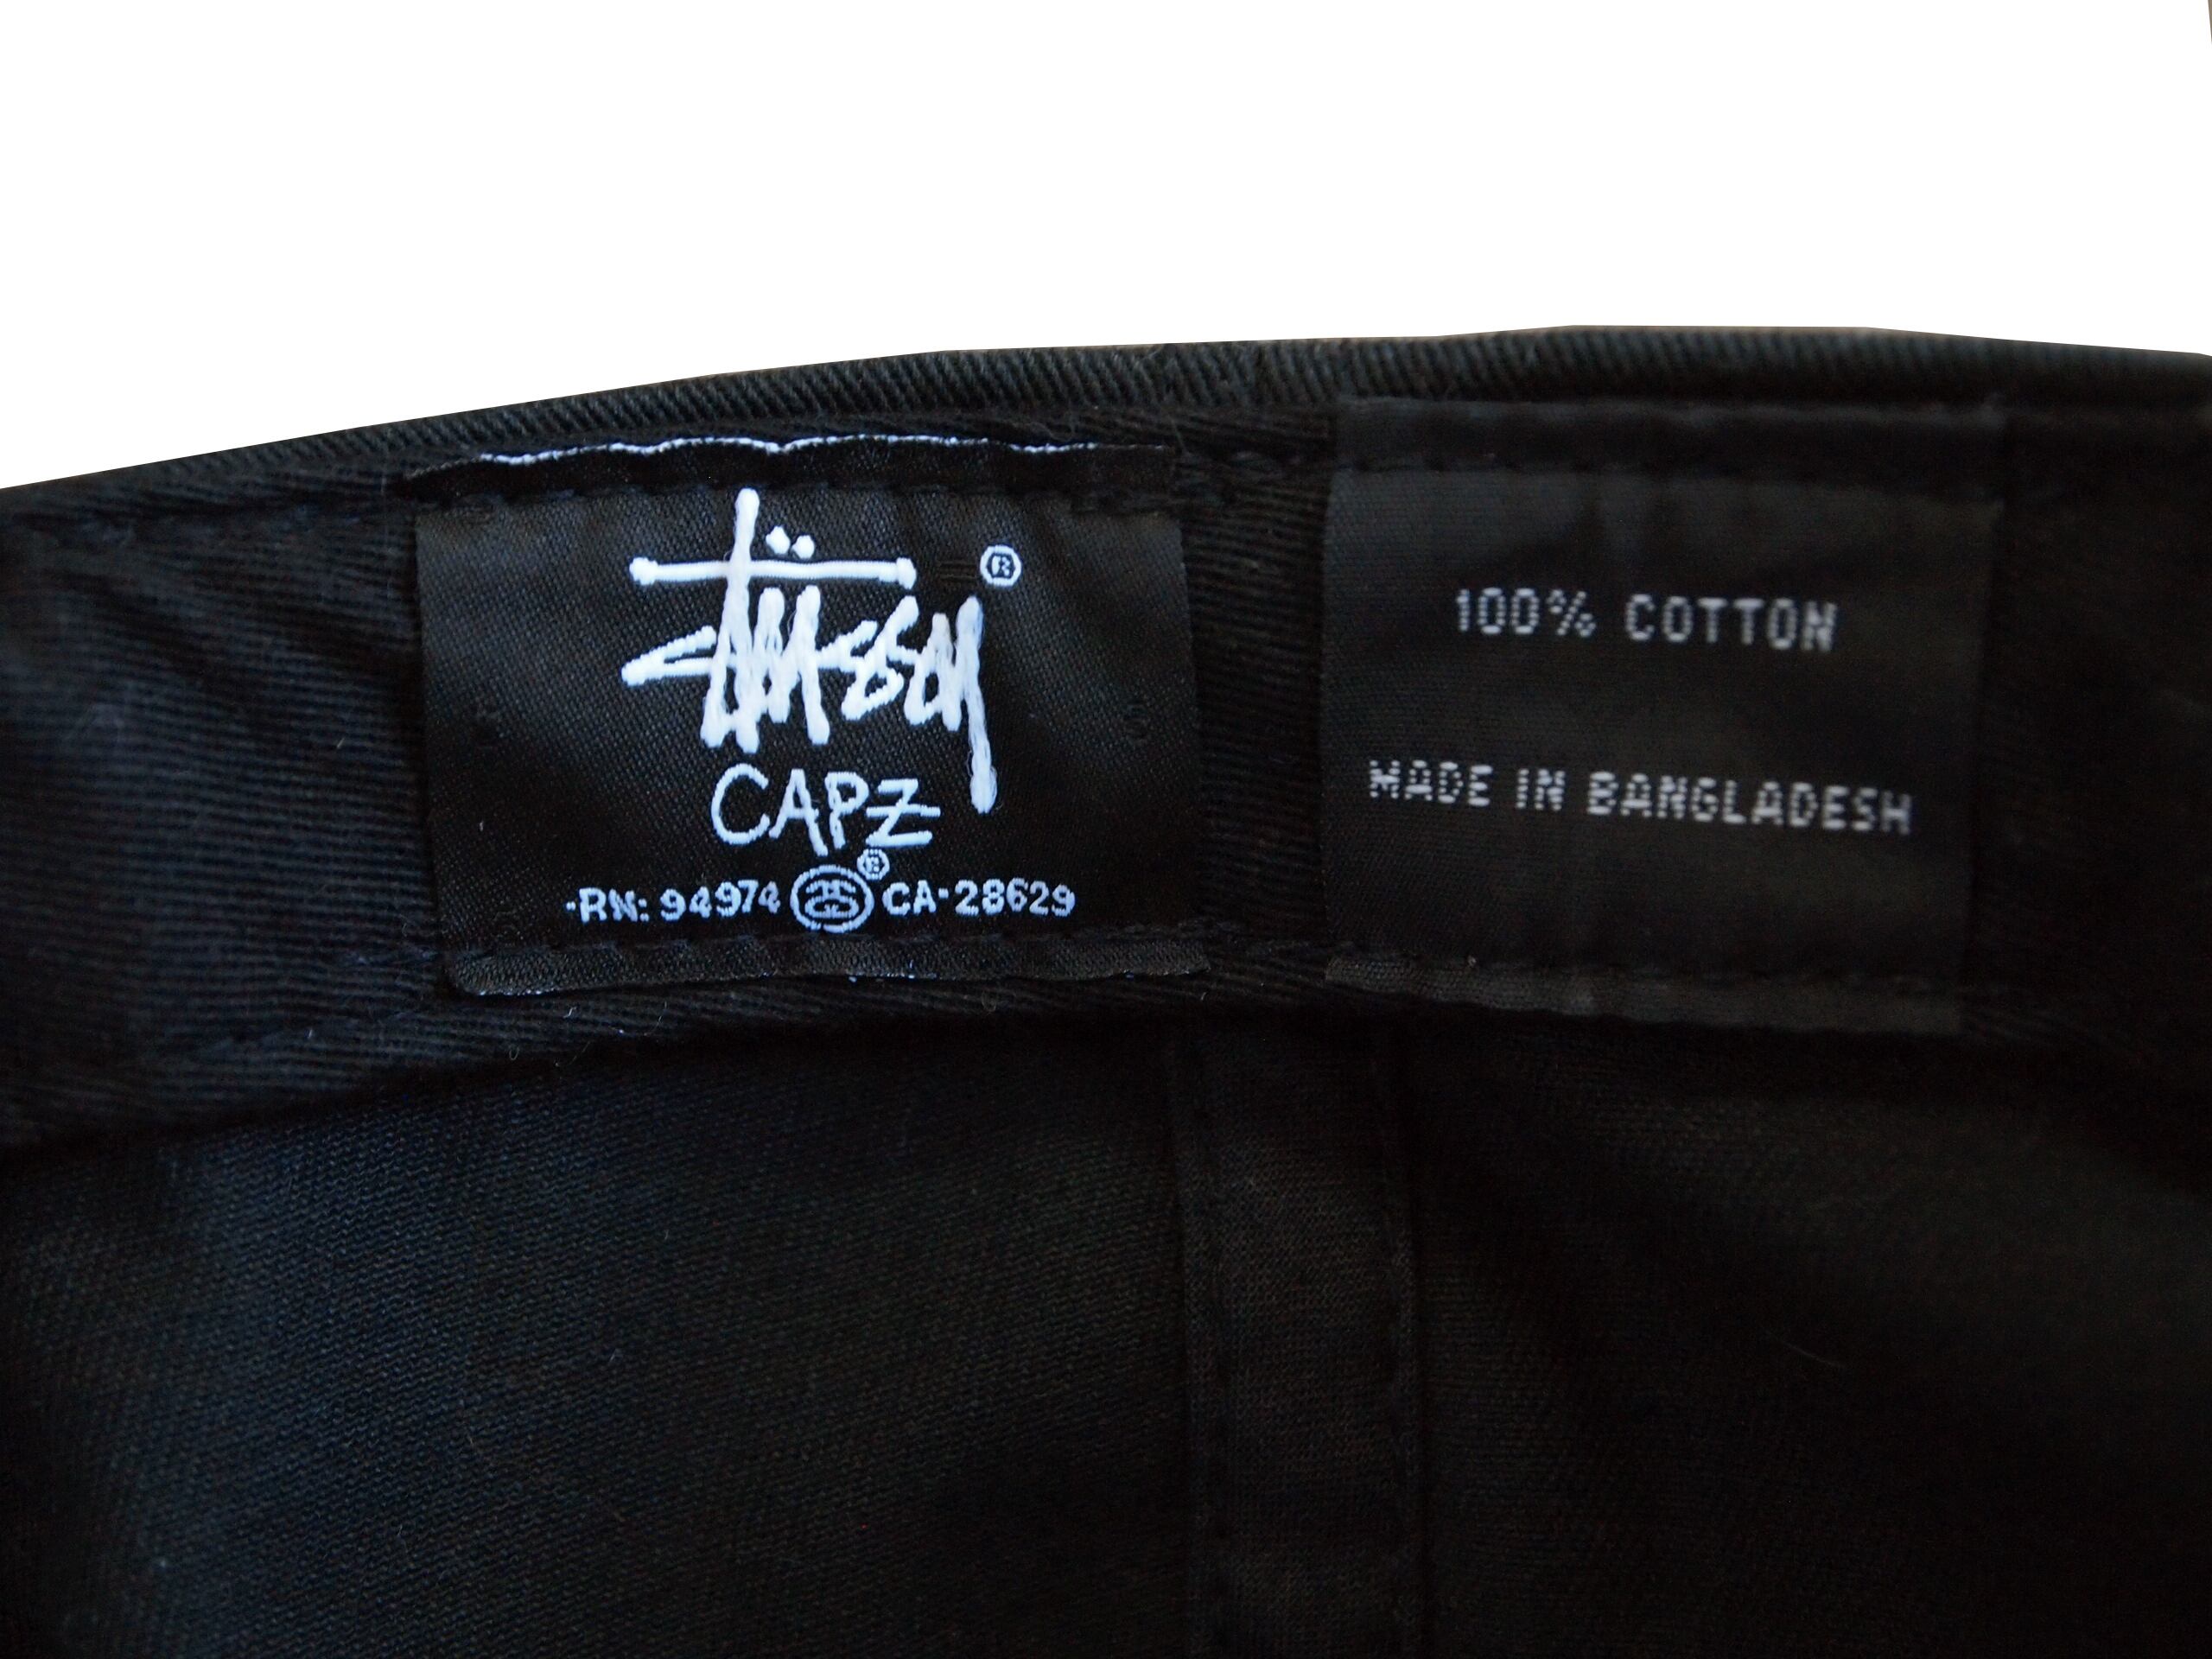 Stüssy ®
CAPZ
®
·RN: 94974 CA-28629
100% COTTON
MADE IN BANGLADESH